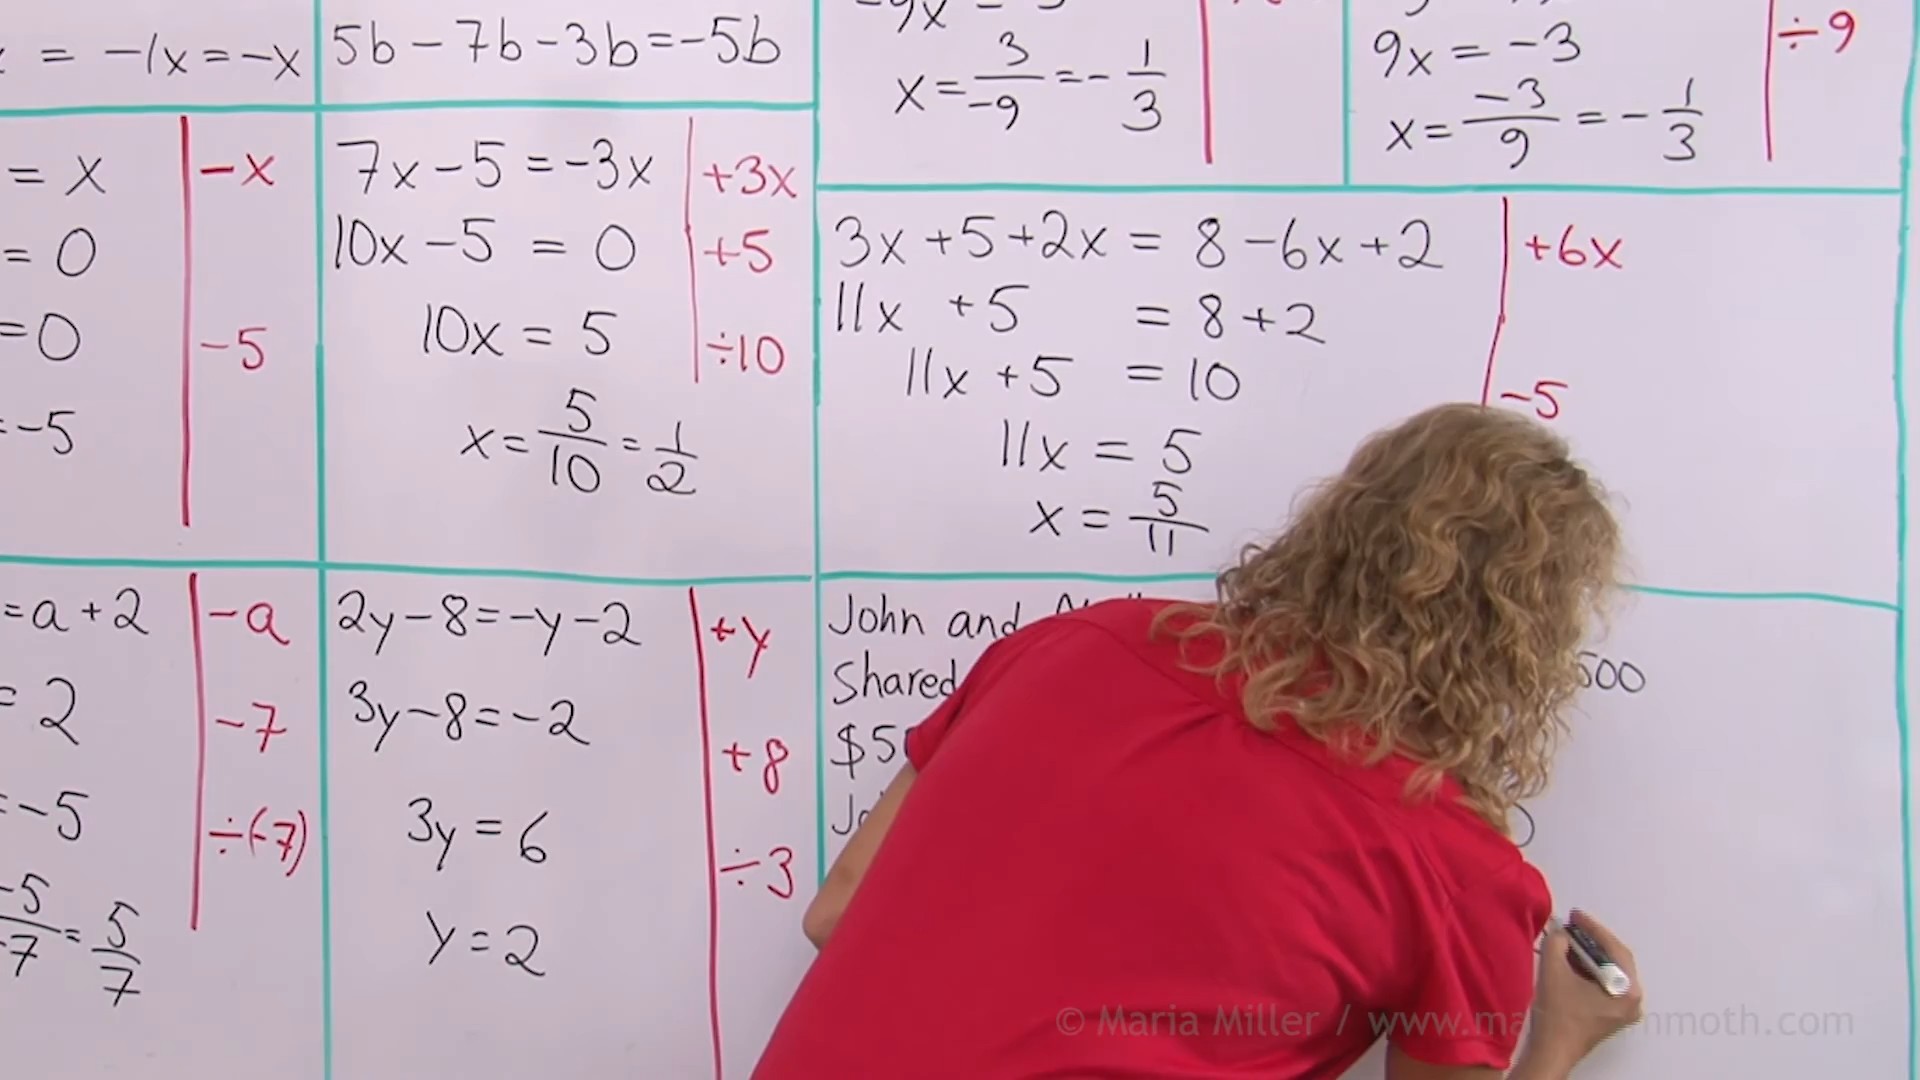 = -1x = -x
5b - 7b - 3b = -5b
x = 3/-9 = -1/3
÷9
9x = -3
x = -3/9 = -1/3
= x
-x
= 0
= 0
-5
= -5
7x - 5 = -3x
+3x
10x - 5 = 0
+5
10x = 5
÷10
x = 5/10 = 1/2
3x + 5 + 2x = 8 - 6x + 2
+6x
11x + 5 = 8 + 2
11x + 5 = 10
-5
11x = 5
x = 5/11
= a + 2
-a
= 2
-7
= -5
÷(-7)
-5/-7 = 5/7
2y - 8 = -y - 2
+y
3y - 8 = -2
+8
3y = 6
÷3
y = 2
John and
Shared
500
$5
© Maria Miller / www.ma mmoth.com